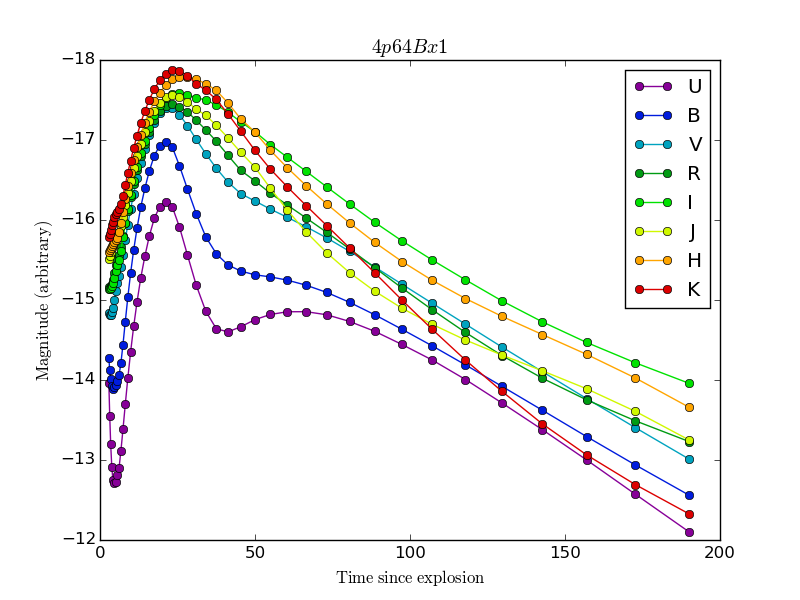 4p64Bx1
−18
−17
−16
−15
−14
−13
−12
Magnitude (arbitrary)
U
B
V
R
I
J
H
K
0
50
100
150
200
Time since explosion